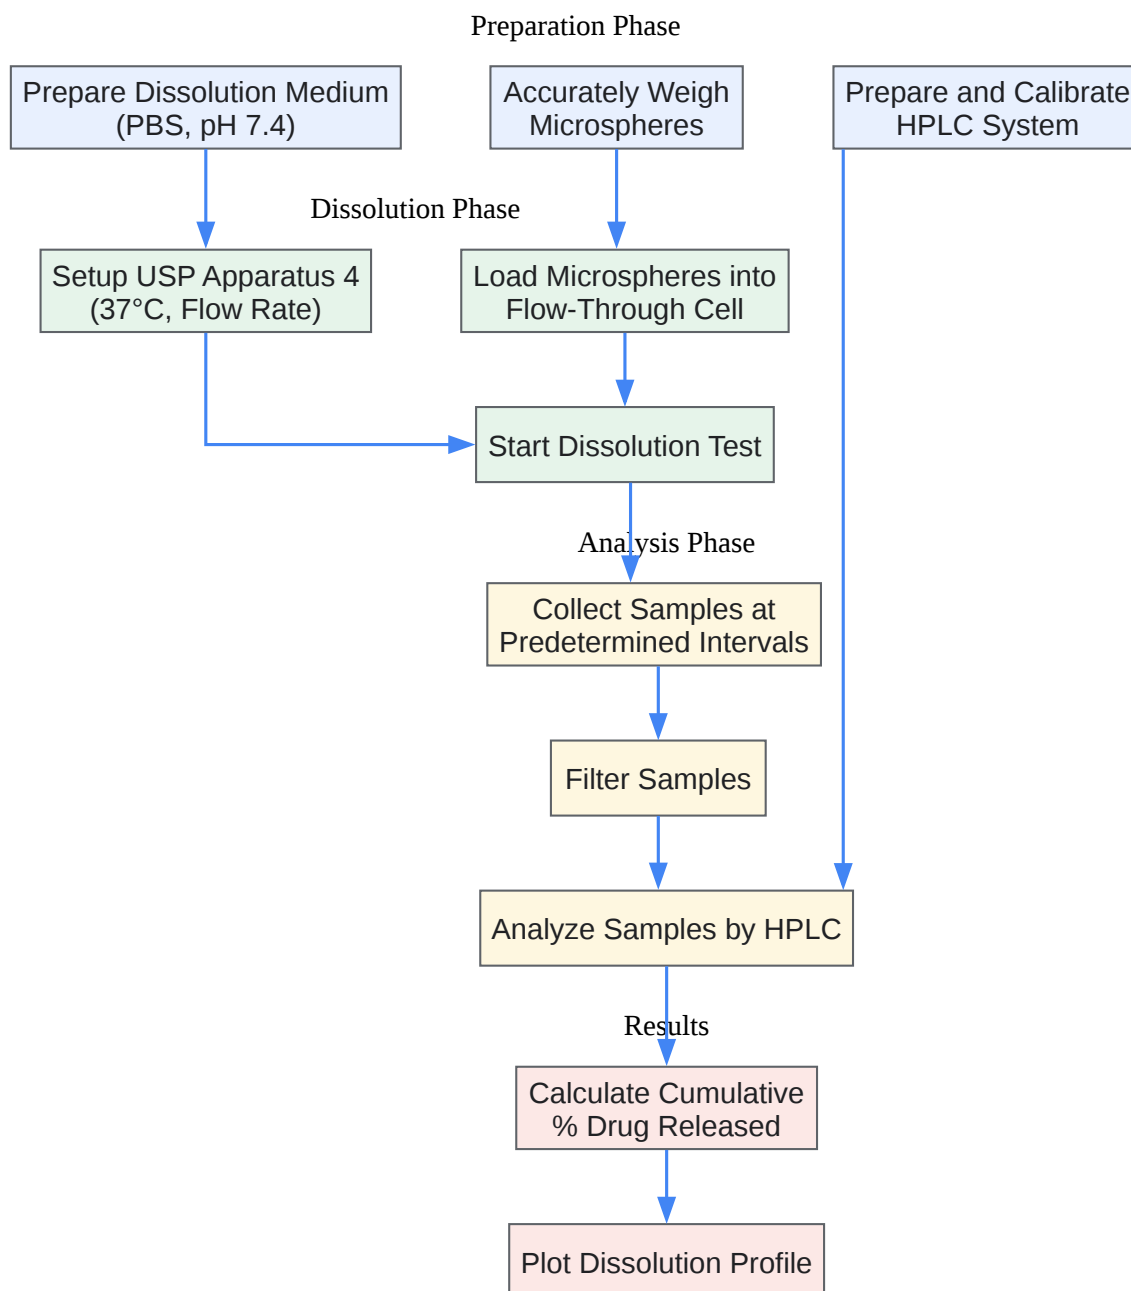 Preparation Phase
Prepare Dissolution Medium
(PBS, pH 7.4)
Accurately Weigh
Microspheres
Prepare and Calibrate
HPLC System
Dissolution Phase
Setup USP Apparatus 4
(37°C, Flow Rate)
Load Microspheres into
Flow-Through Cell
Start Dissolution Test
Analysis Phase
Collect Samples at
Predetermined Intervals
Filter Samples
Analyze Samples by HPLC
Results
Calculate Cumulative
% Drug Released
Plot Dissolution Profile